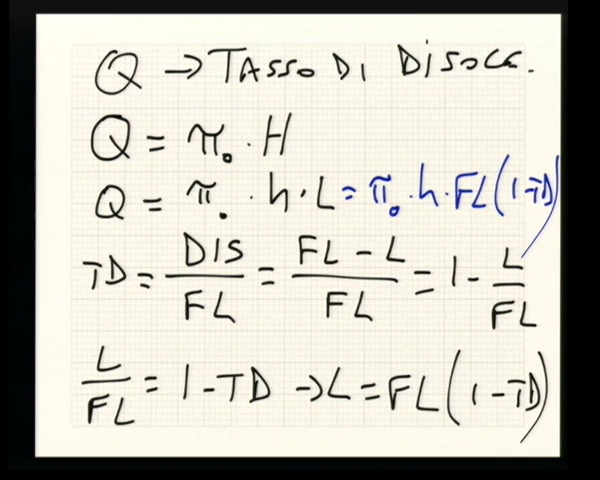 Q → TASSO DI DISOCC.
Q = π₀ · H
Q = π₀ · h · L = π₀ · h · FL (1 - TD)
TD = DIS / FL = FL - L / FL = 1 - L / FL
L / FL = 1 - TD → L = FL (1 - TD)